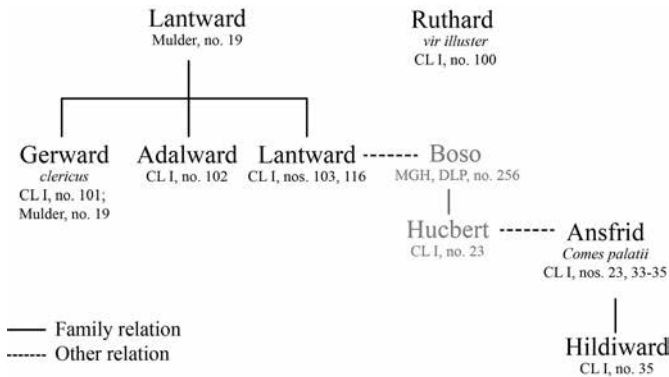 Lantward
Mulder, no. 19
Ruthard
vir illuster
CL I, no. 100
Gerward
clericus
CL I, no. 101;
Mulder, no. 19
Adalward
CL I, no. 102
Lantward
CL I, nos. 103, 116
Boso
MGH, DLP, no. 256
Hucbert
CL I, no. 23
Ansfrid
Comes palatii
CL I, nos. 23, 33-35
Hildiward
CL I, no. 35
Family relation
Other relation